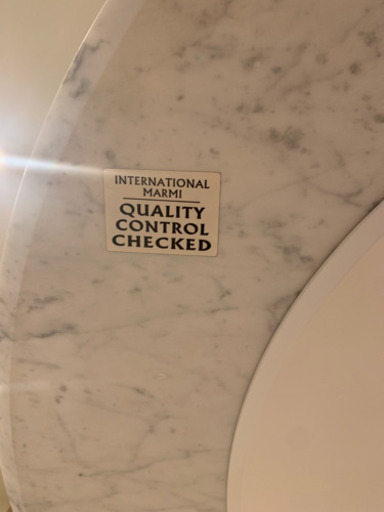 INTERNATIONAL
MARMI
QUALITY
CONTROL
CHECKED